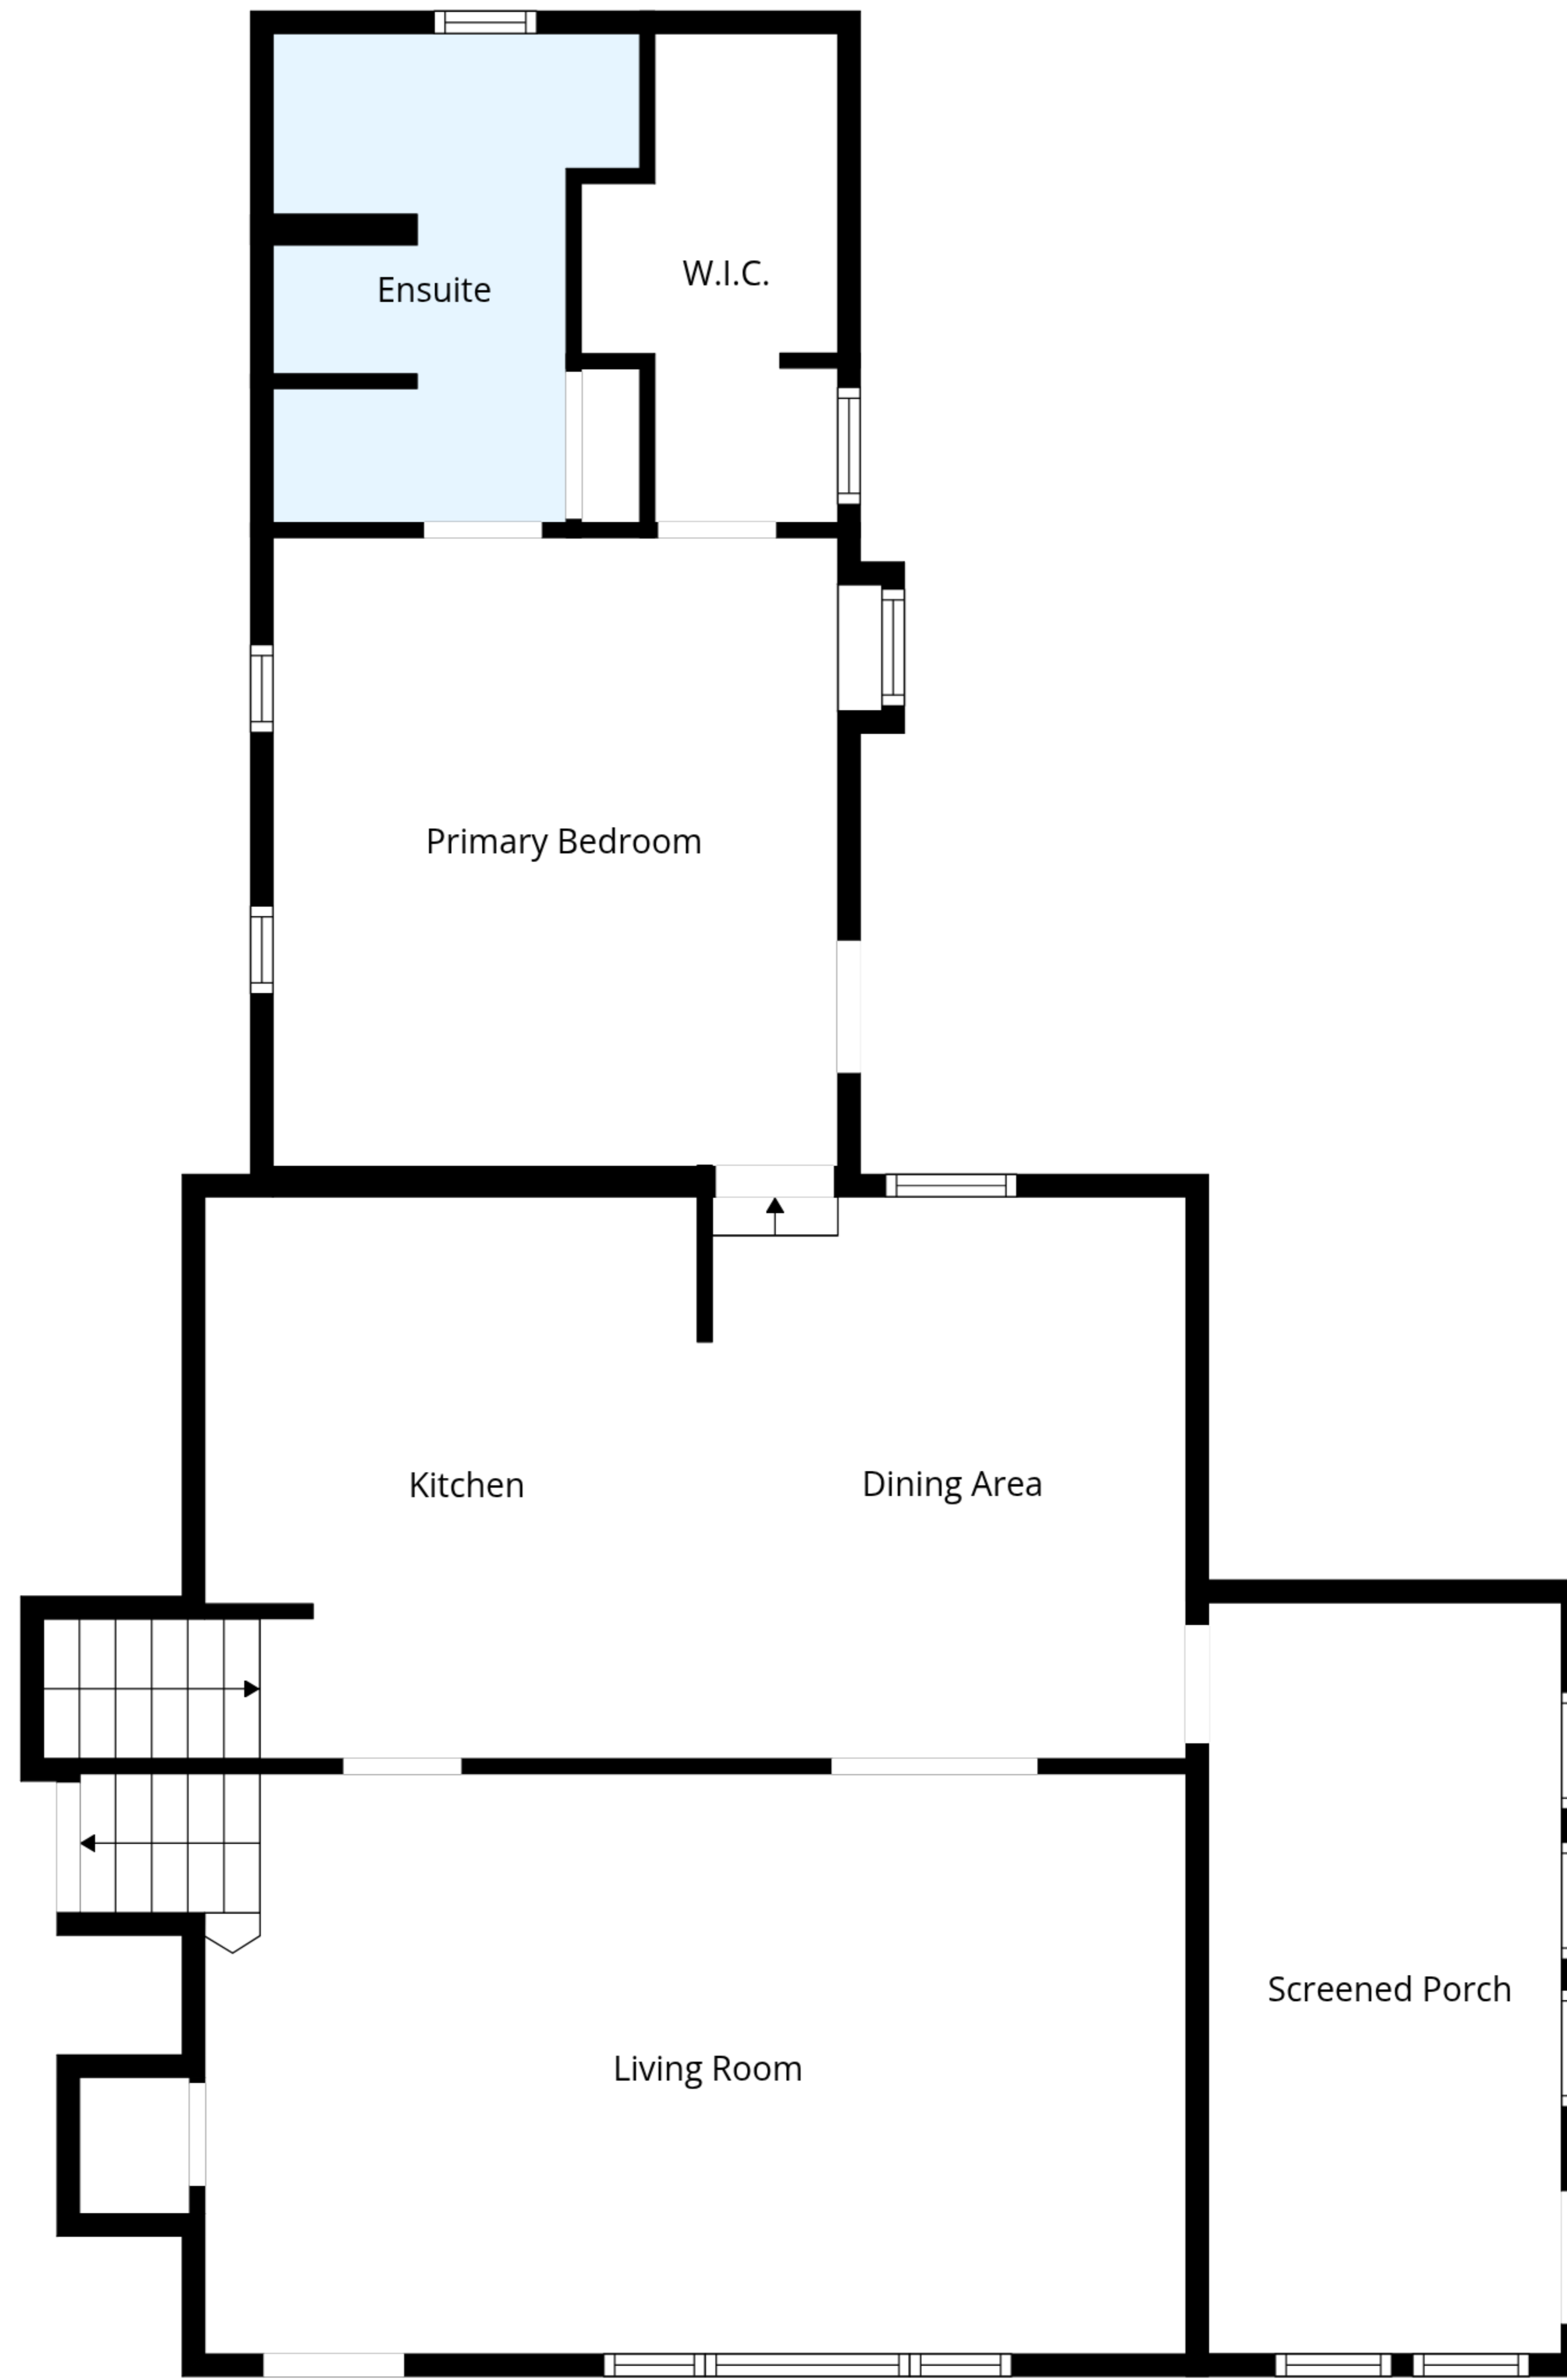 W.I.C.
Ensuite
Primary Bedroom
Kitchen
Dining Area
Screened Porch
Living Room